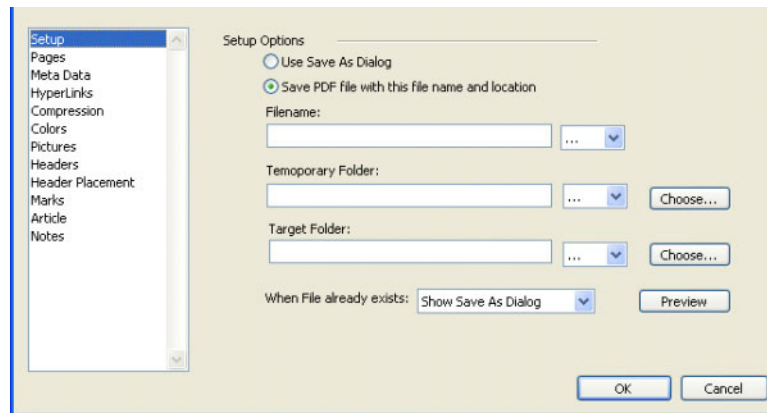 Setup
Pages
Meta Data
HyperLinks
Compression
Colors
Pictures
Headers
Header Placement
Marks
Article
Notes
Setup Options
Use Save As Dialog
Save PDF file with this file name and location
Filename:
...
Temoporary Folder:
... Choose...
Target Folder:
... Choose...
When File already exists: Show Save As Dialog Preview
OK Cancel